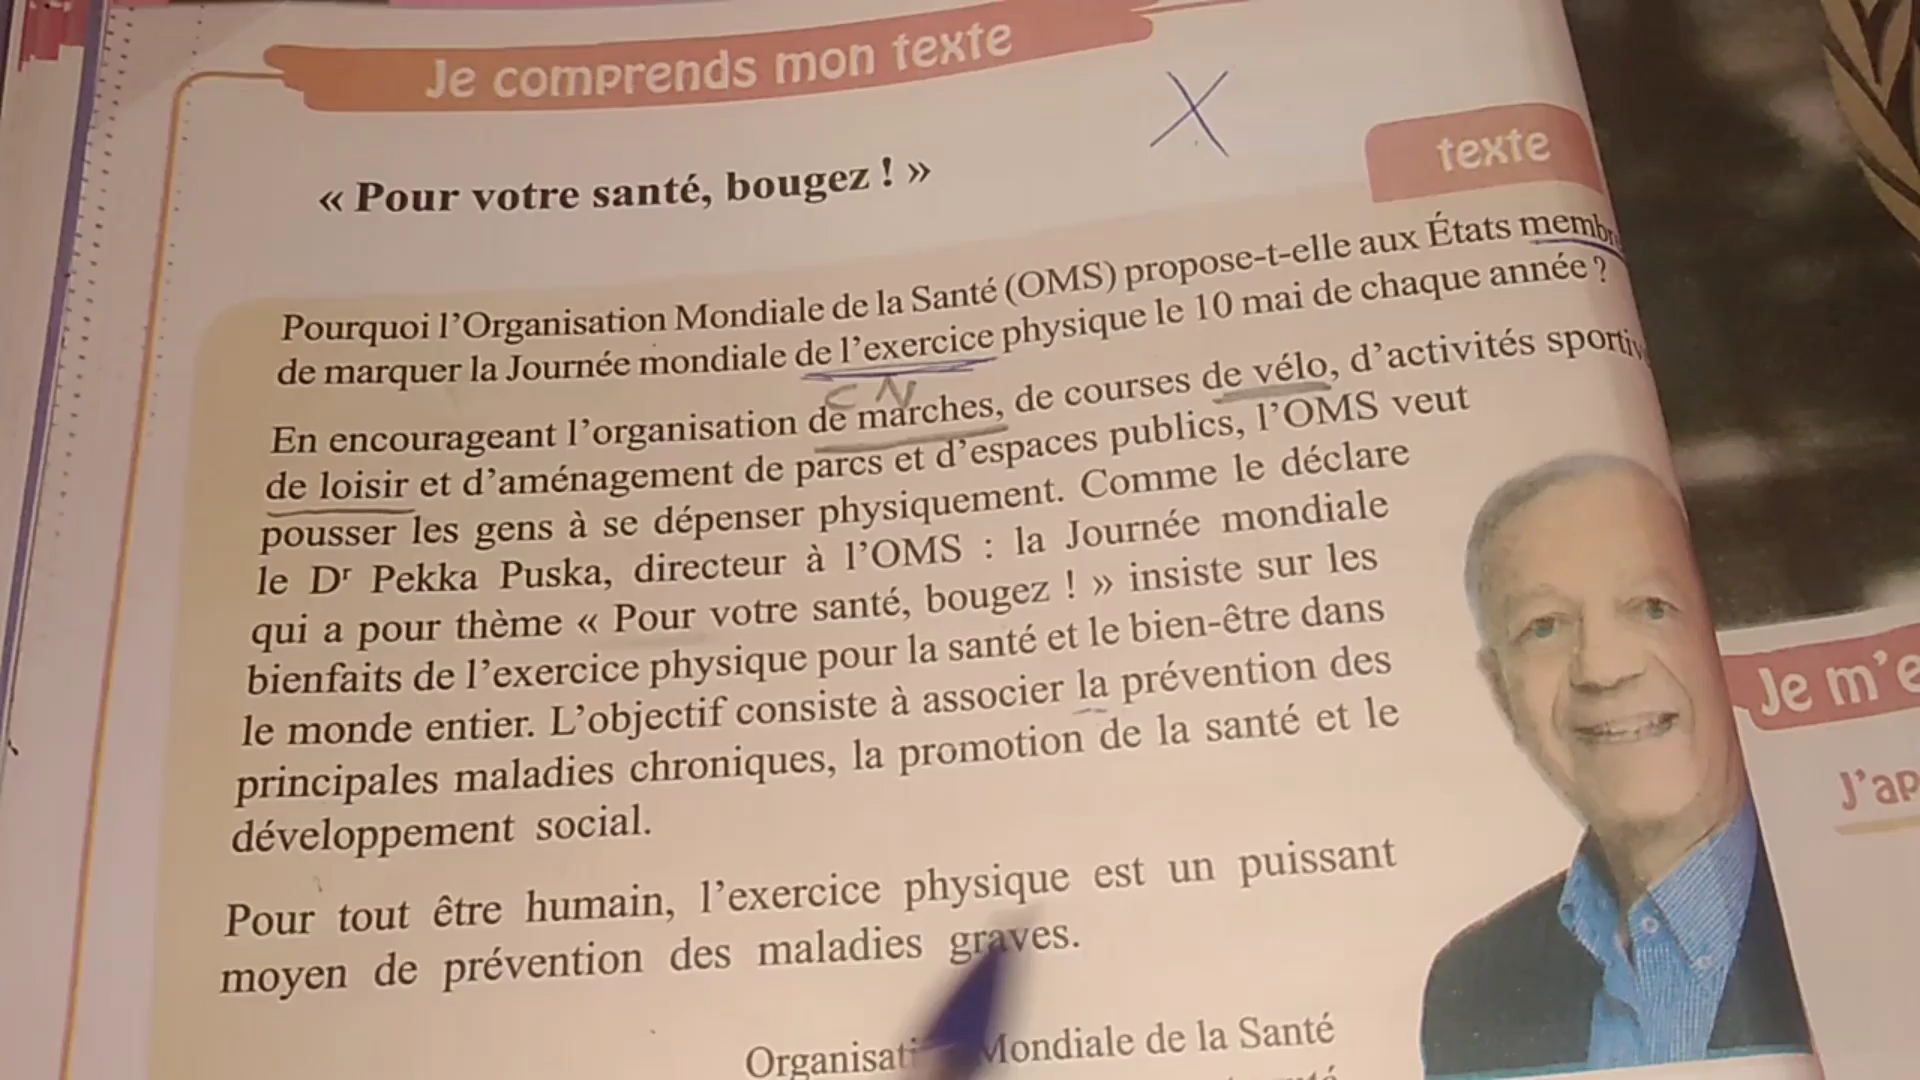 Je comprends mon texte
« Pour votre santé, bougez ! »
texte
Pourquoi l'Organisation Mondiale de la Santé (OMS) propose-t-elle aux États
de marquer la Journée mondiale de l'exercice physique le 10 mai de chaque année ?
CN
En encourageant l'organisation de marches, de courses de vélo, d'activités
de loisir et d'aménagement de parcs et d'espaces publics, l'OMS veut
pousser les gens à se dépenser physiquement. Comme le déclare
le Dr Pekka Puska, directeur à l'OMS : la Journée mondiale
qui a pour thème « Pour votre santé, bougez ! » insiste sur les
bienfaits de l'exercice physique pour la santé et le bien-être dans
le monde entier. L'objectif consiste à associer la prévention des
principales maladies chroniques, la promotion de la santé et le
développement social.
Pour tout être humain, l'exercice physique est un puissant
moyen de prévention des maladies graves.
Mondiale de la Santé
Je m'e
J'ap